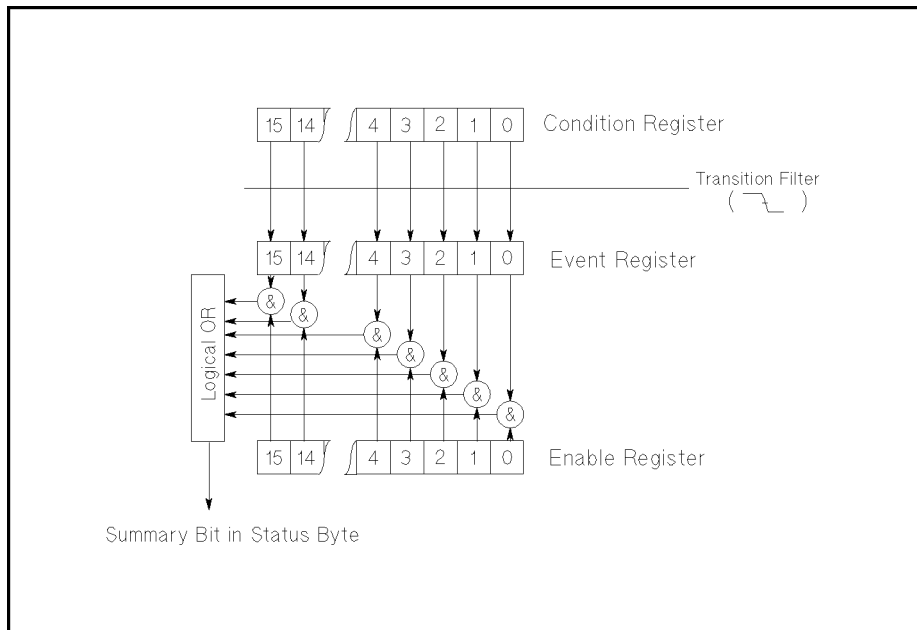 15 14 4 3 2 1 0 Condition Register
Transition Filter
( )
15 14 4 3 2 1 0 Event Register
&
&
&
&
&
&
&
Logical OR
15 14 4 3 2 1 0 Enable Register
Summary Bit in Status Byte